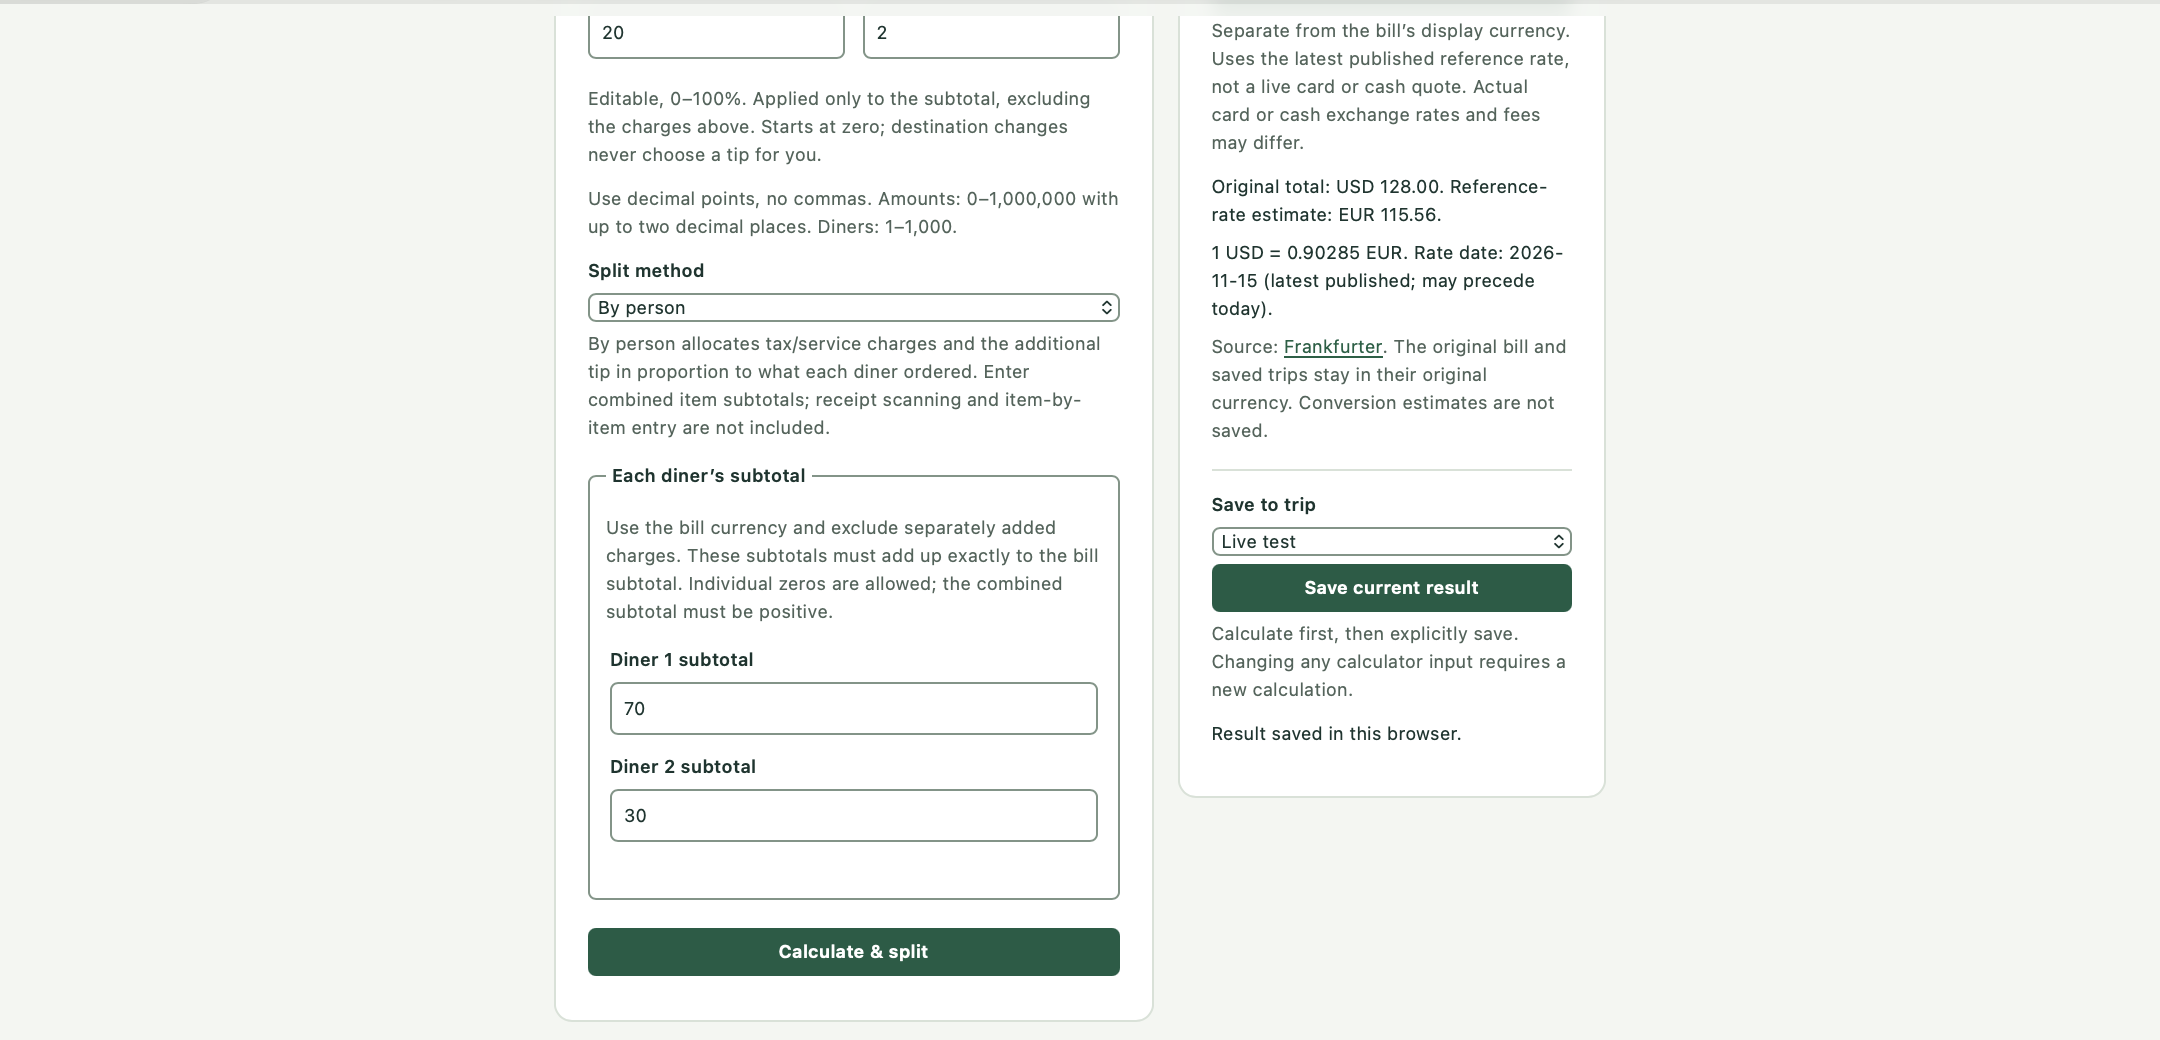 20
2
Editable, 0–100%. Applied only to the subtotal, excluding
the charges above. Starts at zero; destination changes
never choose a tip for you.
Use decimal points, no commas. Amounts: 0–1,000,000 with
up to two decimal places. Diners: 1–1,000.
Split method
By person
By person allocates tax/service charges and the additional
tip in proportion to what each diner ordered. Enter
combined item subtotals; receipt scanning and item-by-
item entry are not included.
Each diner’s subtotal
Use the bill currency and exclude separately added
charges. These subtotals must add up exactly to the bill
subtotal. Individual zeros are allowed; the combined
subtotal must be positive.
Diner 1 subtotal
70
Diner 2 subtotal
30
Calculate & split
Separate from the bill’s display currency.
Uses the latest published reference rate,
not a live card or cash quote. Actual
card or cash exchange rates and fees
may differ.
Original total: USD 128.00. Reference-
rate estimate: EUR 115.56.
1 USD = 0.90285 EUR. Rate date: 2026-
11-15 (latest published; may precede
today).
Source: Frankfurter. The original bill and
saved trips stay in their original
currency. Conversion estimates are not
saved.
Save to trip
Live test
Save current result
Calculate first, then explicitly save.
Changing any calculator input requires a
new calculation.
Result saved in this browser.